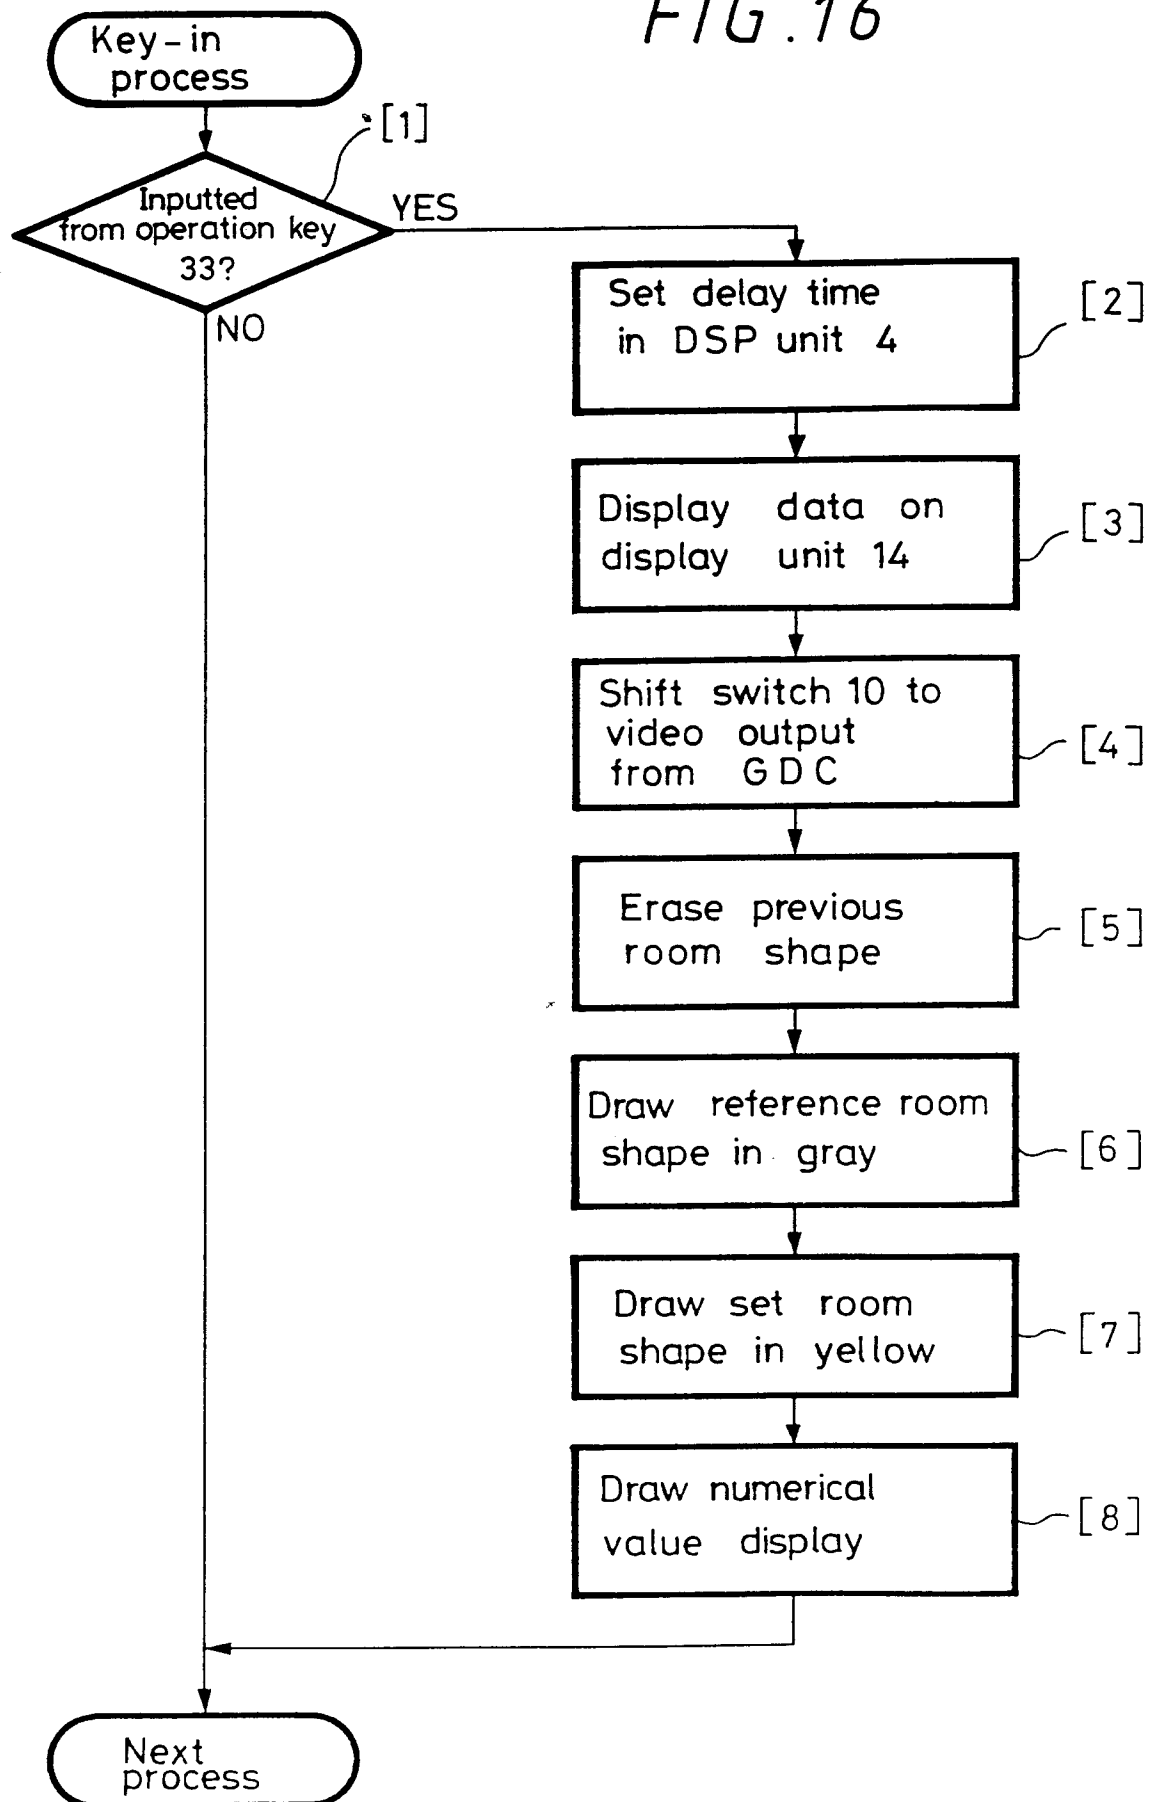 FIG.16
Key-in
process
[1]
Inputted
from operation key
33?
YES
NO
Set delay time
in DSP unit 4
[2]
Display data on
display unit 14
[3]
Shift switch 10 to
video output
from GDC
[4]
Erase previous
room shape
[5]
Draw reference room
shape in gray
[6]
Draw set room
shape in yellow
[7]
Draw numerical
value display
[8]
Next
process